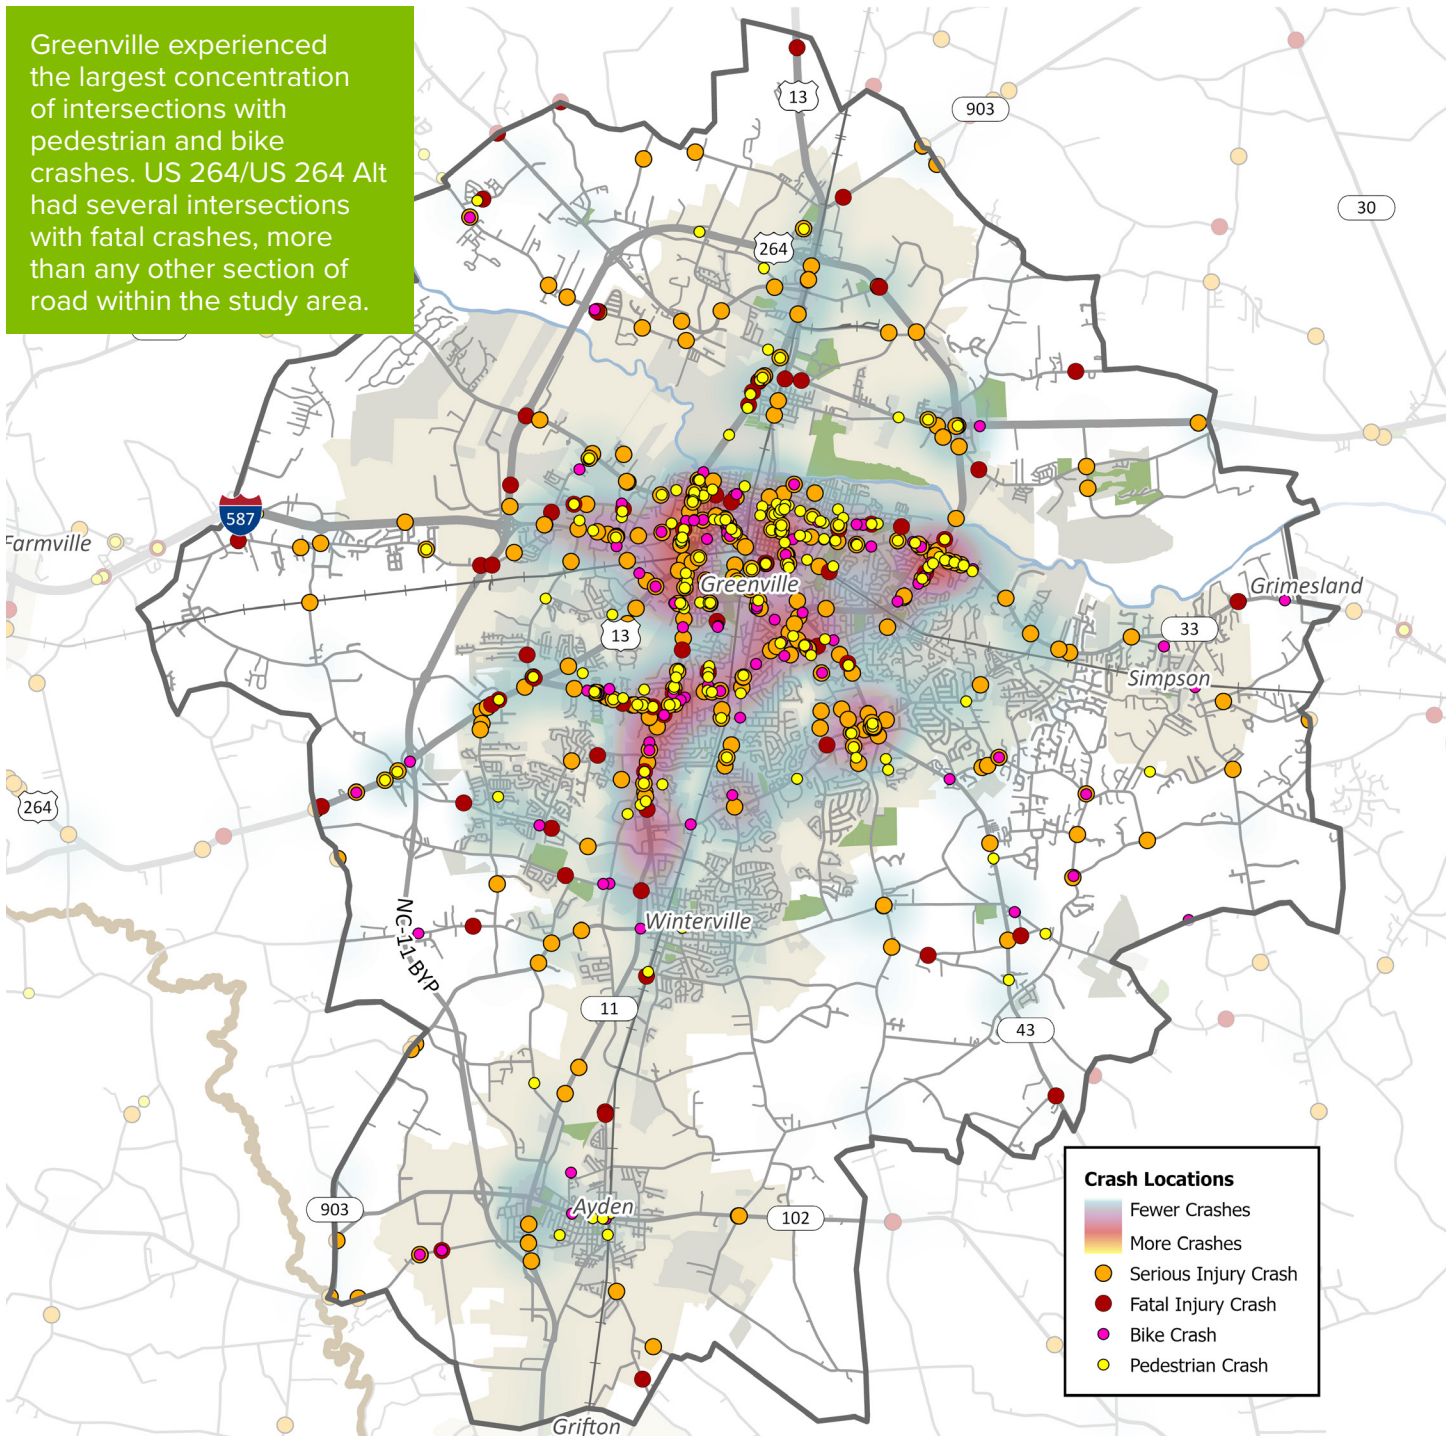 Greenville experienced
the largest concentration
of intersections with
pedestrian and bike
crashes. US 264/US 264 Alt
had several intersections
with fatal crashes, more
than any other section of
road within the study area.
13
903
30
264
587
Farmville
Greenville
Grimesland
13
33
Simpson
264
NC-11 BYP
Winterville
11
43
903
Ayden
102
Grifton
Crash Locations
Fewer Crashes
More Crashes
Serious Injury Crash
Fatal Injury Crash
Bike Crash
Pedestrian Crash